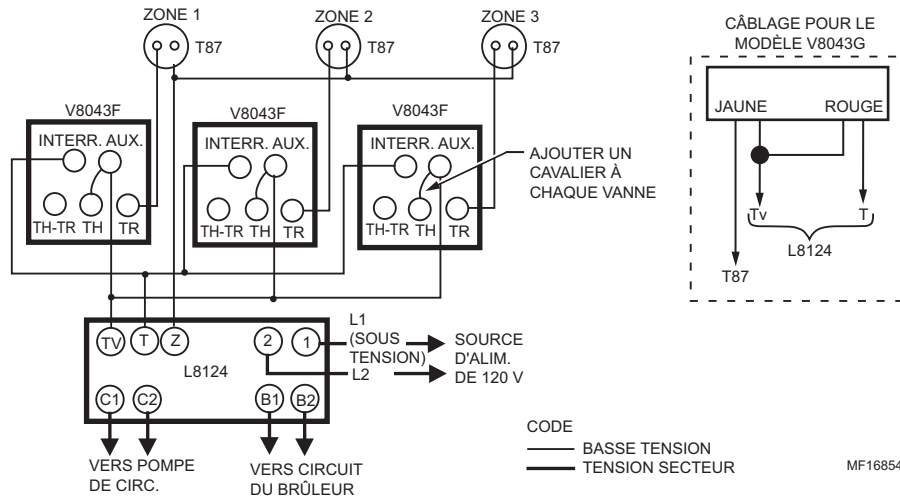 ZONE 1
T87
ZONE 2
T87
ZONE 3
T87
V8043F
INTERR. AUX.
TH-TR TH TR
V8043F
INTERR. AUX.
TH-TR TH TR
V8043F
INTERR. AUX.
TH-TR TH TR
AJOUTER UN
CAVALIER À
CHAQUE VANNE
TV T Z 2 1
L8124
C1 C2 B1 B2
L1
(SOUS
TENSION)
L2
SOURCE
D'ALIM.
DE 120 V
VERS POMPE
DE CIRC.
VERS CIRCUIT
DU BRÛLEUR
CÂBLAGE POUR LE
MODÈLE V8043G
JAUNE ROUGE
Tv T
L8124
T87
CODE
BASSE TENSION
TENSION SECTEUR
MF16854